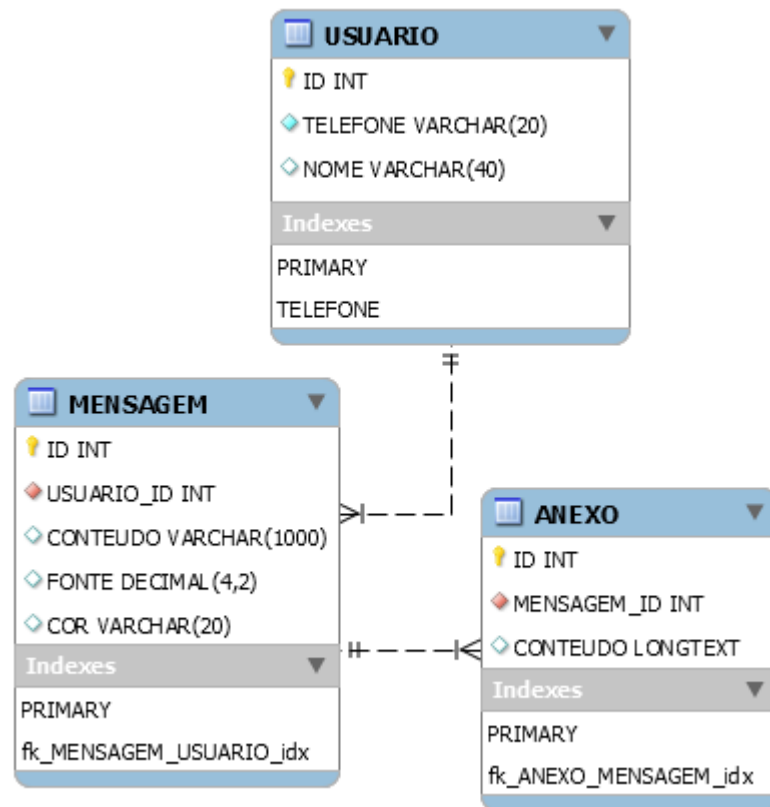 USUARIO
ID INT
TELEFONE VARCHAR(20)
NOME VARCHAR(40)
Indexes
PRIMARY
TELEFONE
MENSAGEM
ID INT
USUARIO_ID INT
CONTEUDO VARCHAR(1000)
FONTE DECIMAL(4,2)
COR VARCHAR(20)
Indexes
PRIMARY
fk_MENSAGEM_USUARIO_idx
ANEXO
ID INT
MENSAGEM_ID INT
CONTEUDO LONGTEXT
Indexes
PRIMARY
fk_ANEXO_MENSAGEM_idx